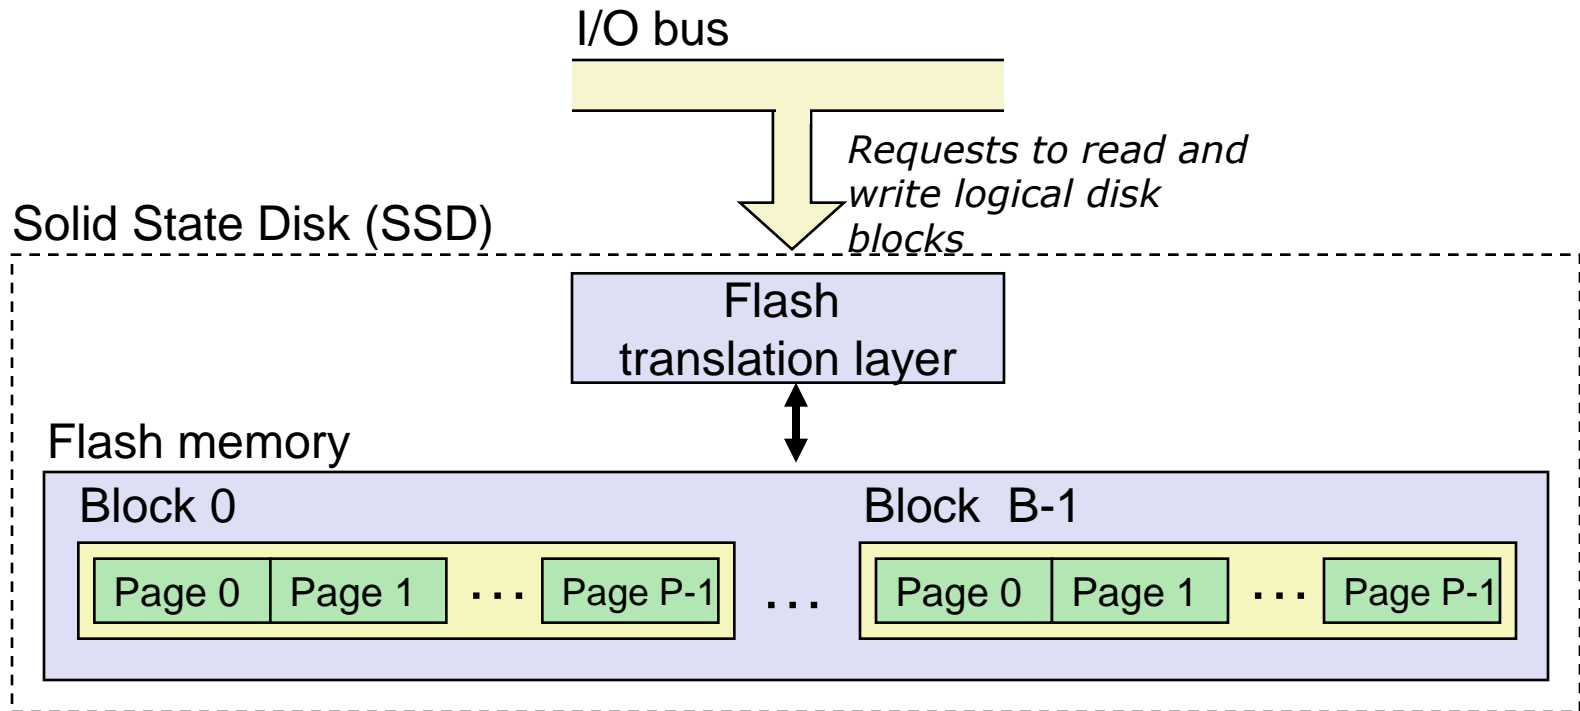 I/O bus
Requests to read and
write logical disk
blocks
Solid State Disk (SSD)
Flash
translation layer
Flash memory
Block 0
Block B-1
Page 0 Page 1 ... Page P-1 ... Page 0 Page 1 ... Page P-1